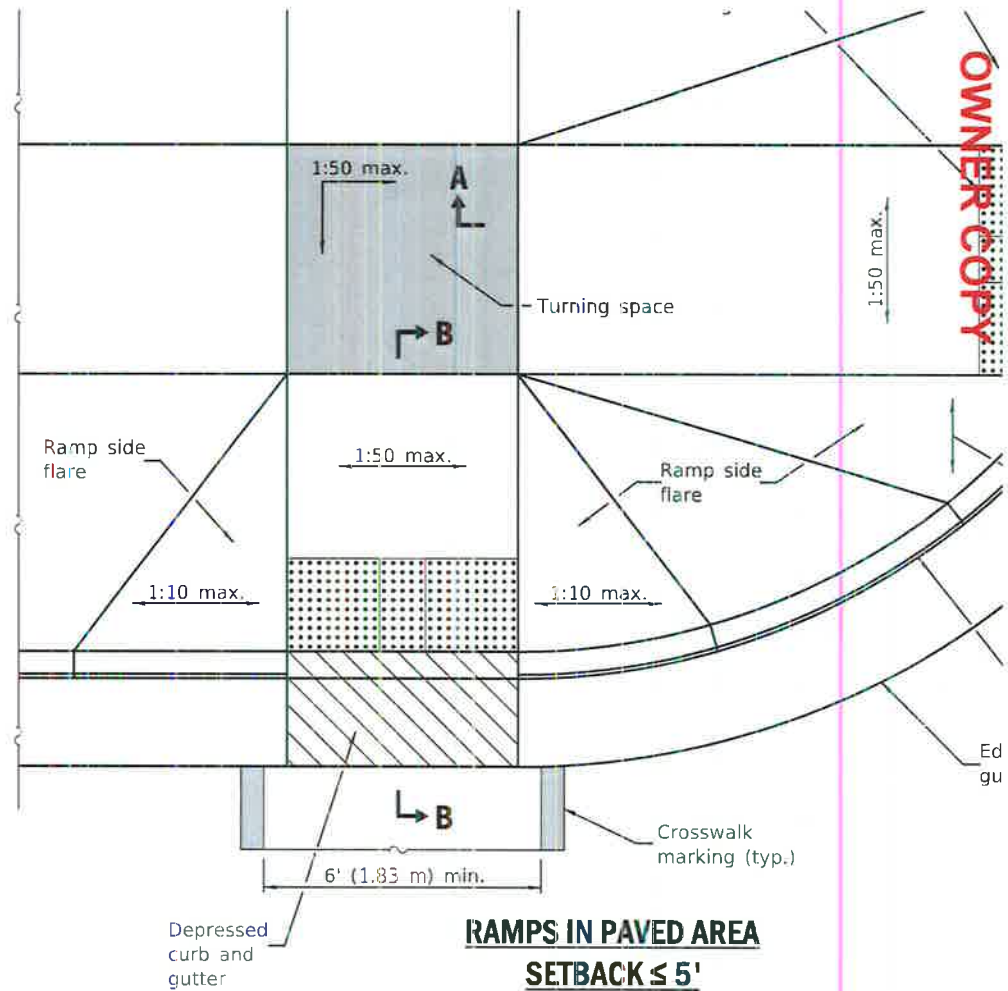 OWNER COPY
1:50 max.
A
Turning space
1:50 max.
B
Ramp side
flare
1:50 max.
Ramp side
flare
1:10 max.
1:10 max.
B
Crosswalk
marking (typ.)
6' (1.83 m) min.
Depressed
curb and
gutter
RAMPS IN PAVED AREA
SETBACK ≤ 5'